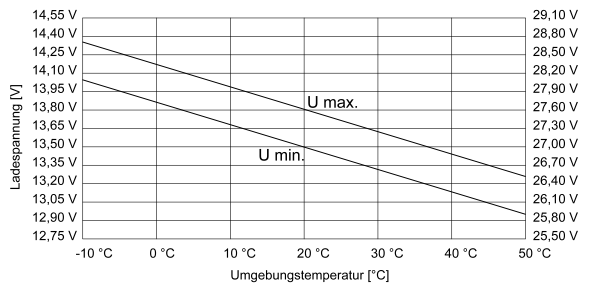 14,55 V 29,10 V
14,40 V 28,80 V
14,25 V 28,50 V
14,10 V 28,20 V
13,95 V 27,90 V
13,80 V U max. 27,60 V
13,65 V 27,30 V
13,50 V U min. 27,00 V
13,35 V 26,70 V
13,20 V 26,40 V
13,05 V 26,10 V
12,90 V 25,80 V
12,75 V 25,50 V
Ladespannung [V]
-10 °C 0 °C 10 °C 20 °C 30 °C 40 °C 50 °C
Umgebungstemperatur [°C]